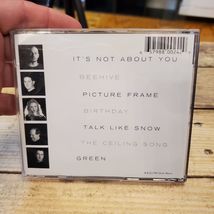 IT'S NOT ABOUT YOU
BEEHIVE
PICTURE FRAME
BIRTHDAY
TALK LIKE SNOW
THE CEILING SONG
GREEN